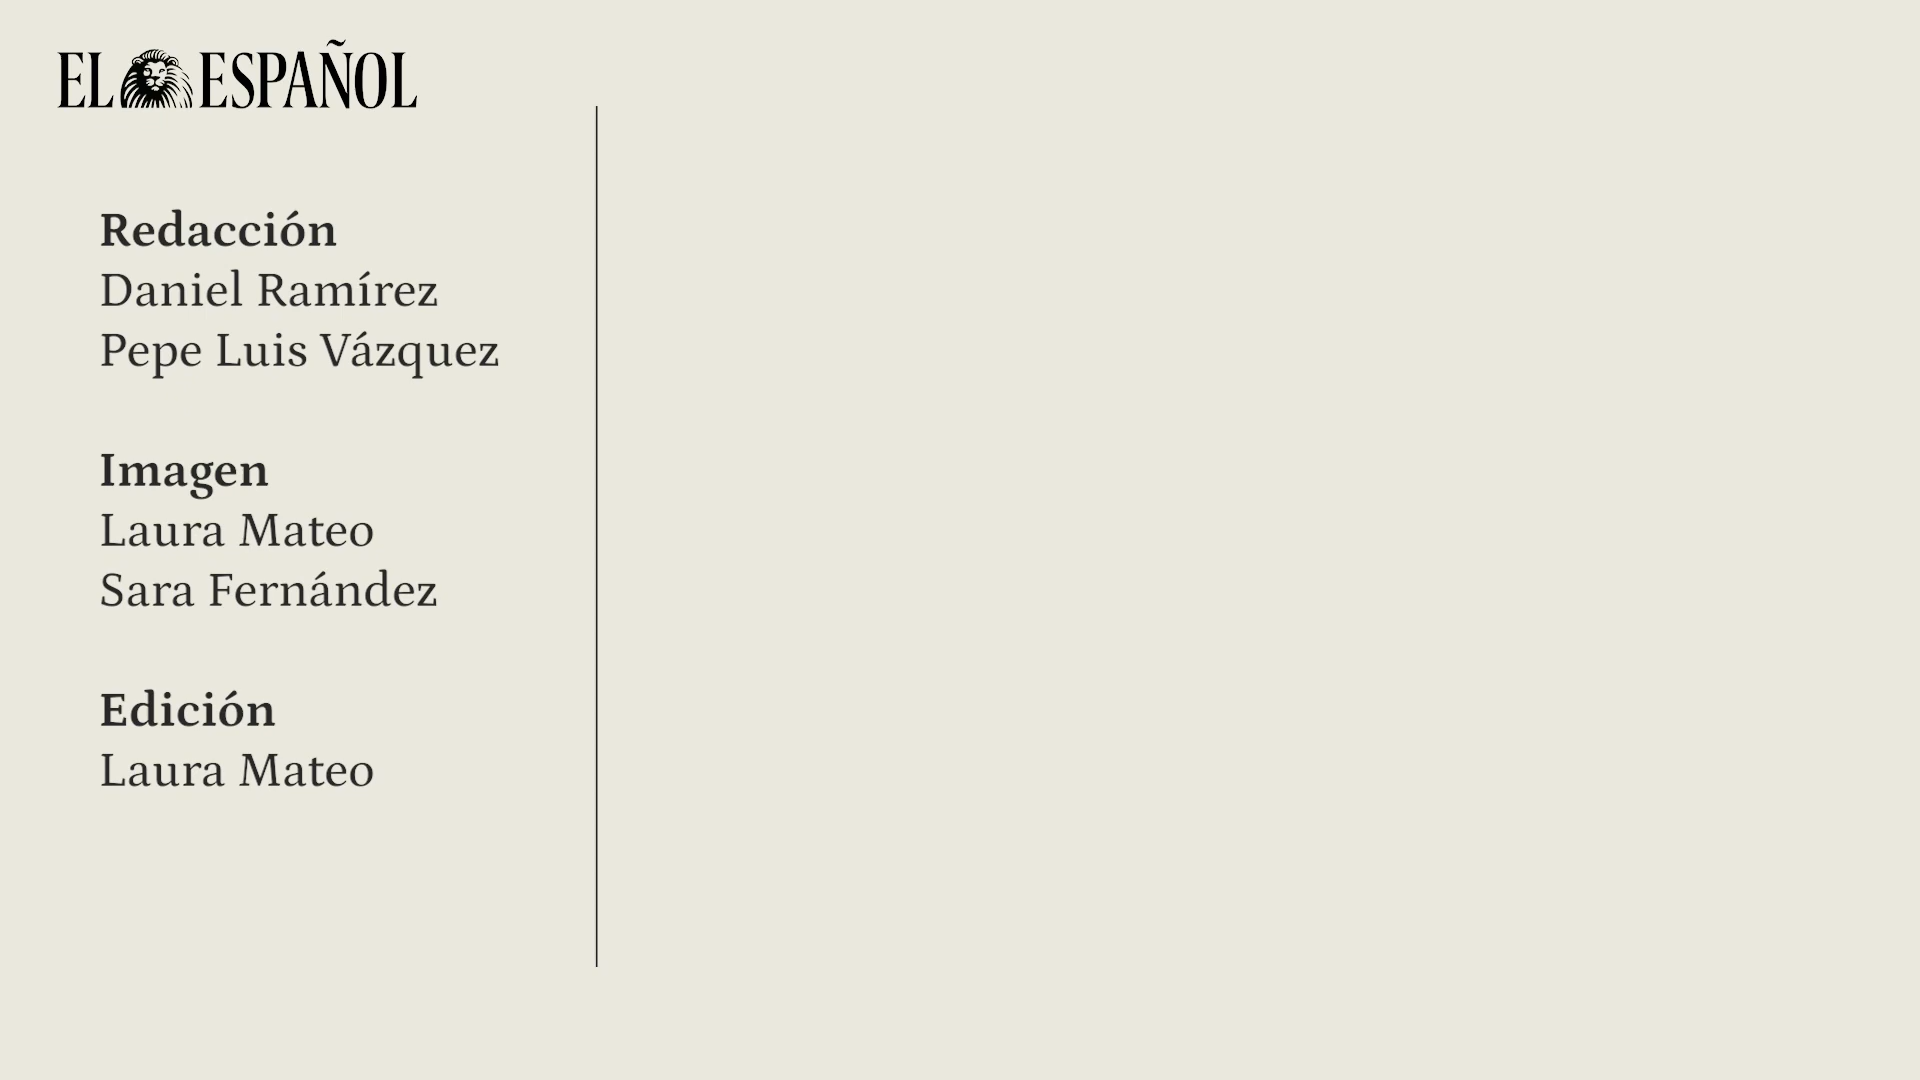 EL ESPAÑOL
Redacción
Daniel Ramírez
Pepe Luis Vázquez
Imagen
Laura Mateo
Sara Fernández
Edición
Laura Mateo